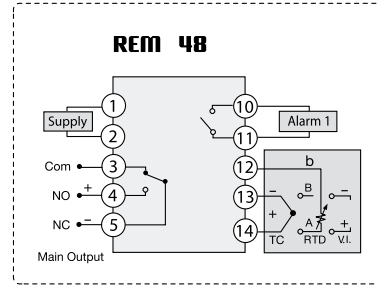 REM 48
1
2
3
4
5
10
11
12
13
14
Supply
Alarm 1
Com
NO +
NC −
Main Output
b
− B −
+ A +
TC RTD V.I.